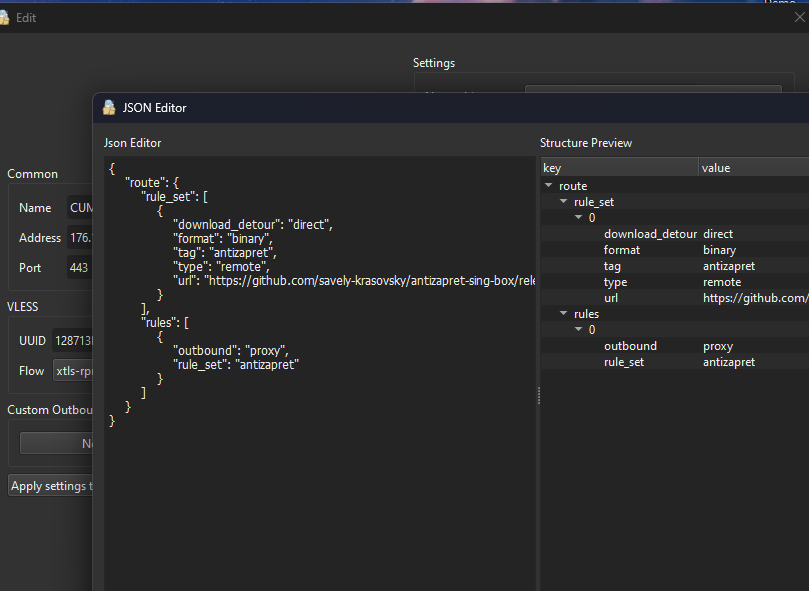 Edit
Settings
JSON Editor
Json Editor
Structure Preview
{
"route": {
"rule_set": [
{
"download_detour": "direct",
"format": "binary",
"tag": "antizapret",
"type": "remote",
"url": "https://github.com/savely-krasovsky/antizapret-sing-box/rele
}
],
"rules": [
{
"outbound": "proxy",
"rule_set": "antizapret"
}
]
}
}
key value
route
rule_set
0
download_detour direct
format binary
tag antizapret
type remote
url https://github.com/
rules
0
outbound proxy
rule_set antizapret
Common
Name CUM
Address 176.
Port 443
VLESS
UUID 128713
Flow xtls-rp
Custom Outbou
Apply settings t